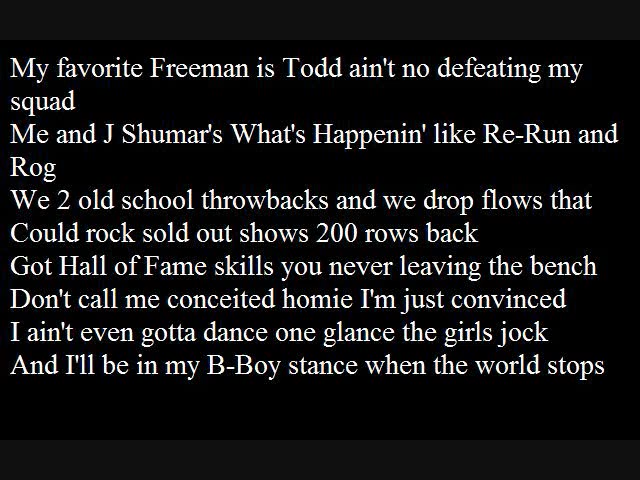 My favorite Freeman is Todd ain't no defeating my
squad
Me and J Shumar's What's Happenin' like Re-Run and
Rog
We 2 old school throwbacks and we drop flows that
Could rock sold out shows 200 rows back
Got Hall of Fame skills you never leaving the bench
Don't call me conceited homie I'm just convinced
I ain't even gotta dance one glance the girls jock
And I'll be in my B-Boy stance when the world stops